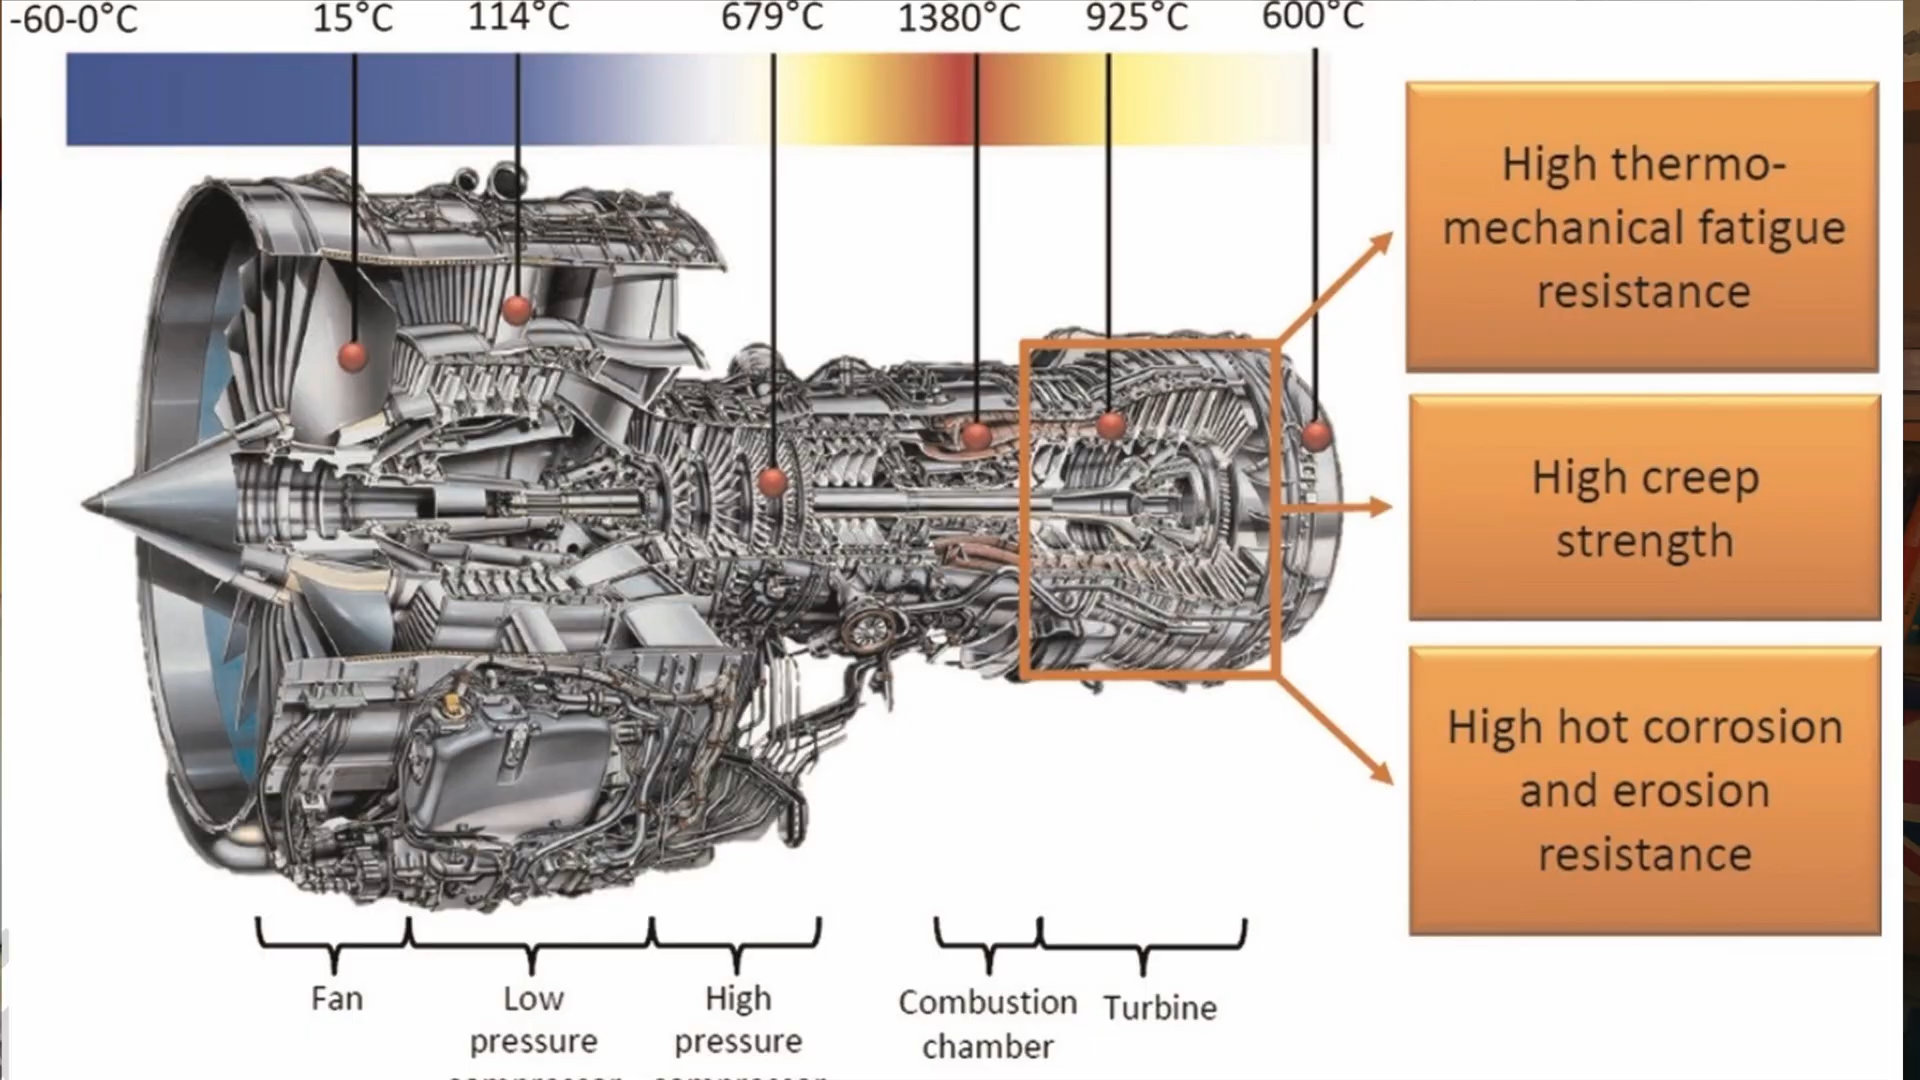 -60-0°C 15°C 114°C 679°C 1380°C 925°C 600°C
High thermo-
mechanical fatigue
resistance
High creep
strength
High hot corrosion
and erosion
resistance
Fan
Low
pressure
High
pressure
Combustion
chamber
Turbine